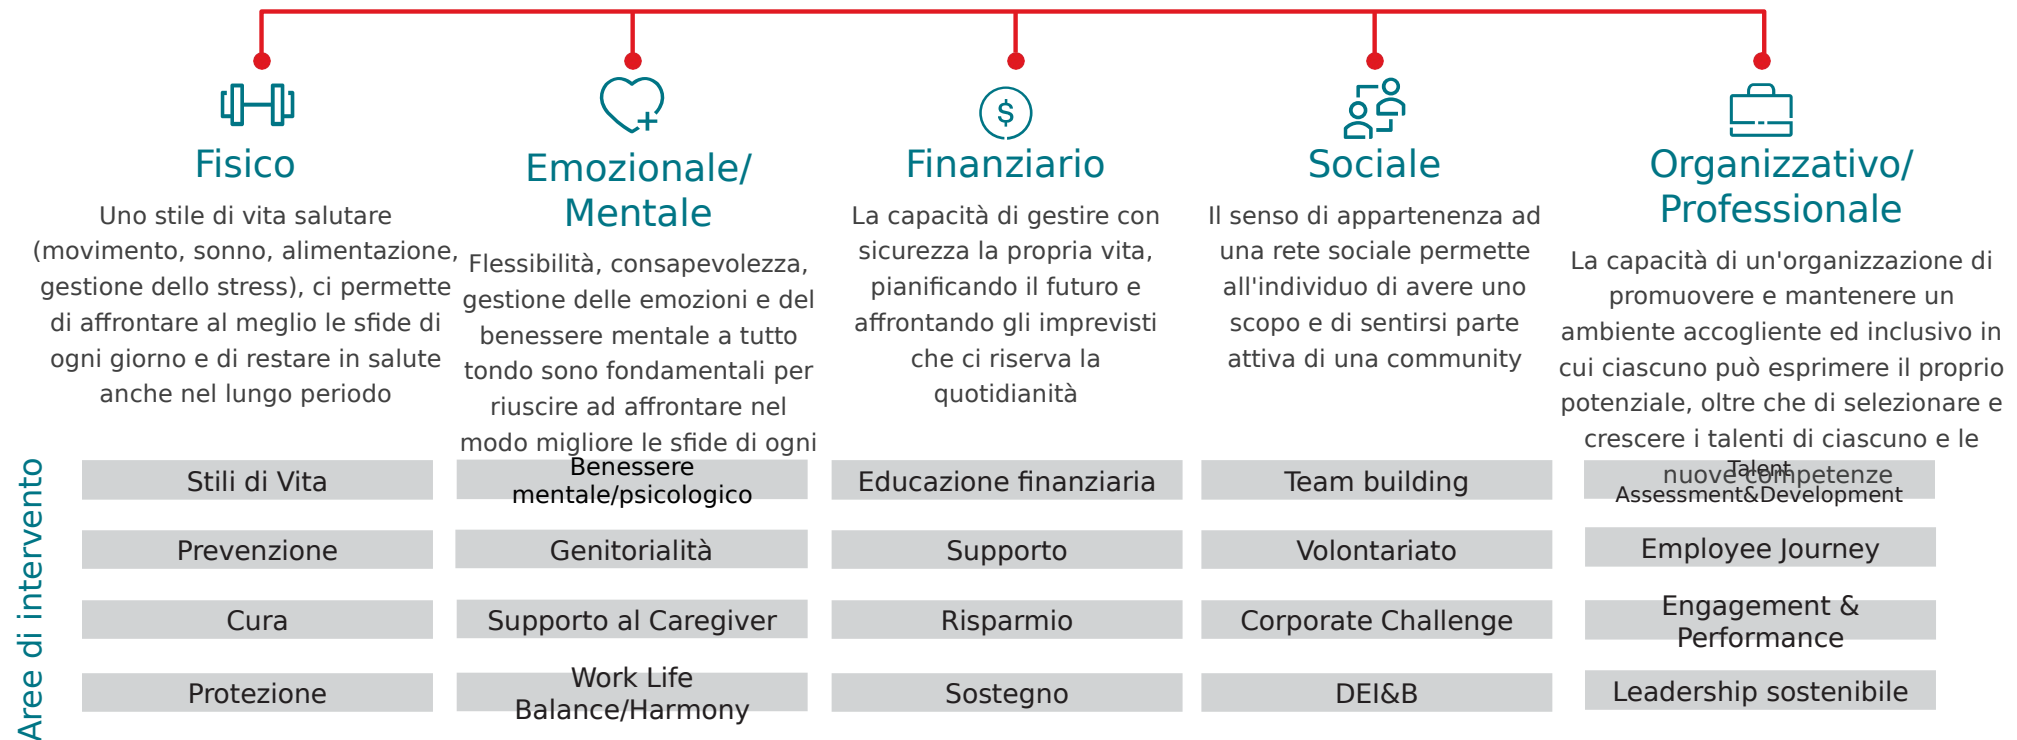 Fisico
Uno stile di vita salutare
(movimento, sonno, alimentazione,
gestione dello stress), ci permette
di affrontare al meglio le sfide di
ogni giorno e di restare in salute
anche nel lungo periodo
Emozionale/
Mentale
Flessibilità, consapevolezza,
gestione delle emozioni e del
benessere mentale a tutto
tondo sono fondamentali per
riuscire ad affrontare nel
modo migliore le sfide di ogni
Finanziario
La capacità di gestire con
sicurezza la propria vita,
pianificando il futuro e
affrontando gli imprevisti
che ci riserva la
quotidianità
Sociale
Il senso di appartenenza ad
una rete sociale permette
all'individuo di avere uno
scopo e di sentirsi parte
attiva di una community
Organizzativo/
Professionale
La capacità di un'organizzazione di
promuovere e mantenere un
ambiente accogliente ed inclusivo in
cui ciascuno può esprimere il proprio
potenziale, oltre che di selezionare e
crescere i talenti di ciascuno e le
nuove competenze
Aree di intervento
Stili di Vita
Benessere
mentale/psicologico
Educazione finanziaria
Team building
Talent
Assessment&Development
Prevenzione
Genitorialità
Supporto
Volontariato
Employee Journey
Cura
Supporto al Caregiver
Risparmio
Corporate Challenge
Engagement &
Performance
Protezione
Work Life
Balance/Harmony
Sostegno
DEI&B
Leadership sostenibile